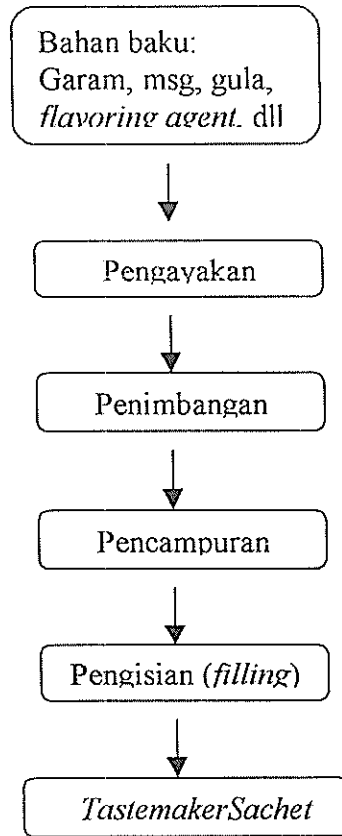 Bahan baku:
Garam, msg, gula,
flavoring agent, dll
Pengayakan
Penimbangan
Pencampuran
Pengisian (filling)
TastemakerSachet